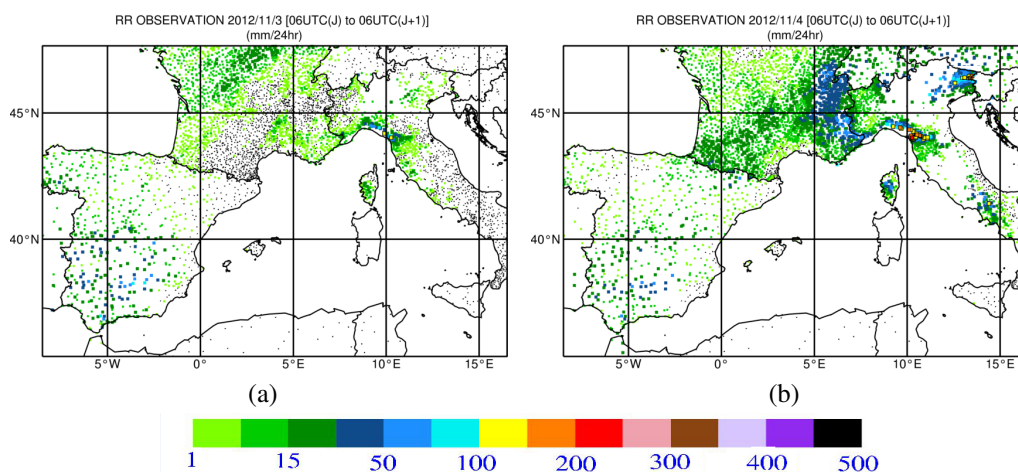 RR OBSERVATION 2012/11/3 [06UTC(J) to 06UTC(J+1)]
(mm/24hr)
45°N
40°N
5°W 0° 5°E 10°E 15°E
(a)
RR OBSERVATION 2012/11/4 [06UTC(J) to 06UTC(J+1)]
(mm/24hr)
45°N
40°N
5°W 0° 5°E 10°E 15°E
(b)
1 15 50 100 200 300 400 500